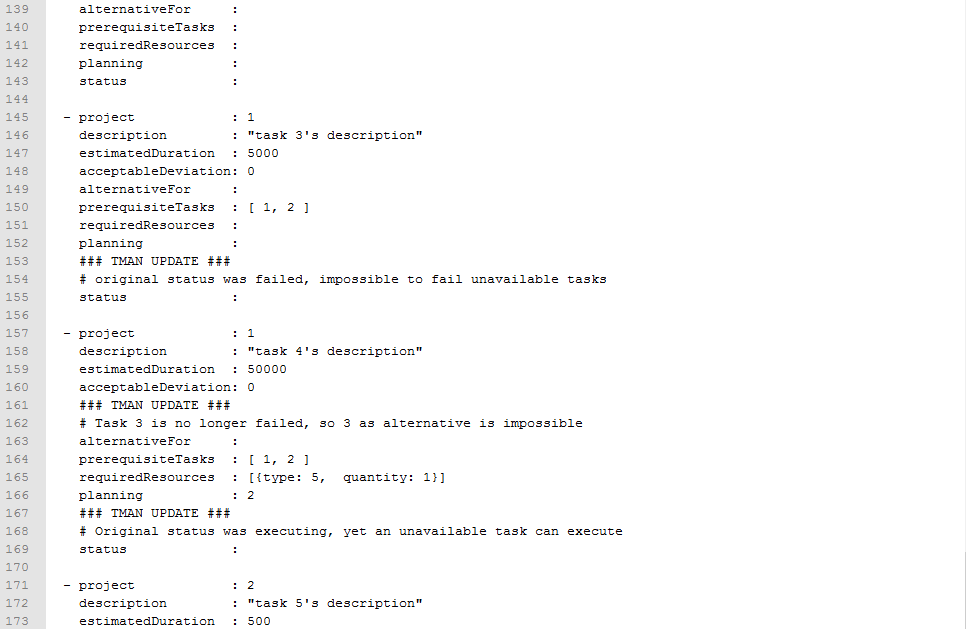 139 alternativeFor :
140 prerequisiteTasks :
141 requiredResources :
142 planning :
143 status :
144
145 - project : 1
146 description : "task 3's description"
147 estimatedDuration : 5000
148 acceptableDeviation: 0
149 alternativeFor :
150 prerequisiteTasks : [ 1, 2 ]
151 requiredResources :
152 planning :
153 ### TMAN UPDATE ###
154 # original status was failed, impossible to fail unavailable tasks
155 status :
156
157 - project : 1
158 description : "task 4's description"
159 estimatedDuration : 50000
160 acceptableDeviation: 0
161 ### TMAN UPDATE ###
162 # Task 3 is no longer failed, so 3 as alternative is impossible
163 alternativeFor :
164 prerequisiteTasks : [ 1, 2 ]
165 requiredResources : [{type: 5, quantity: 1}]
166 planning : 2
167 ### TMAN UPDATE ###
168 # Original status was executing, yet an unavailable task can execute
169 status :
170
171 - project : 2
172 description : "task 5's description"
173 estimatedDuration : 500